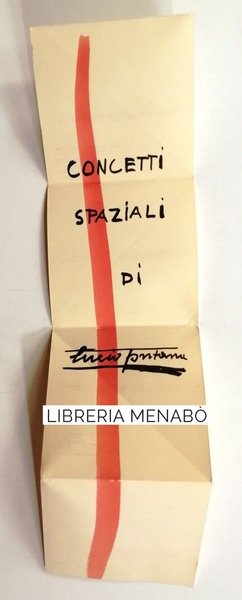 CONCETTI
SPAZIALI
DI
Lucio Fontana
LIBRERIA MENABÒ